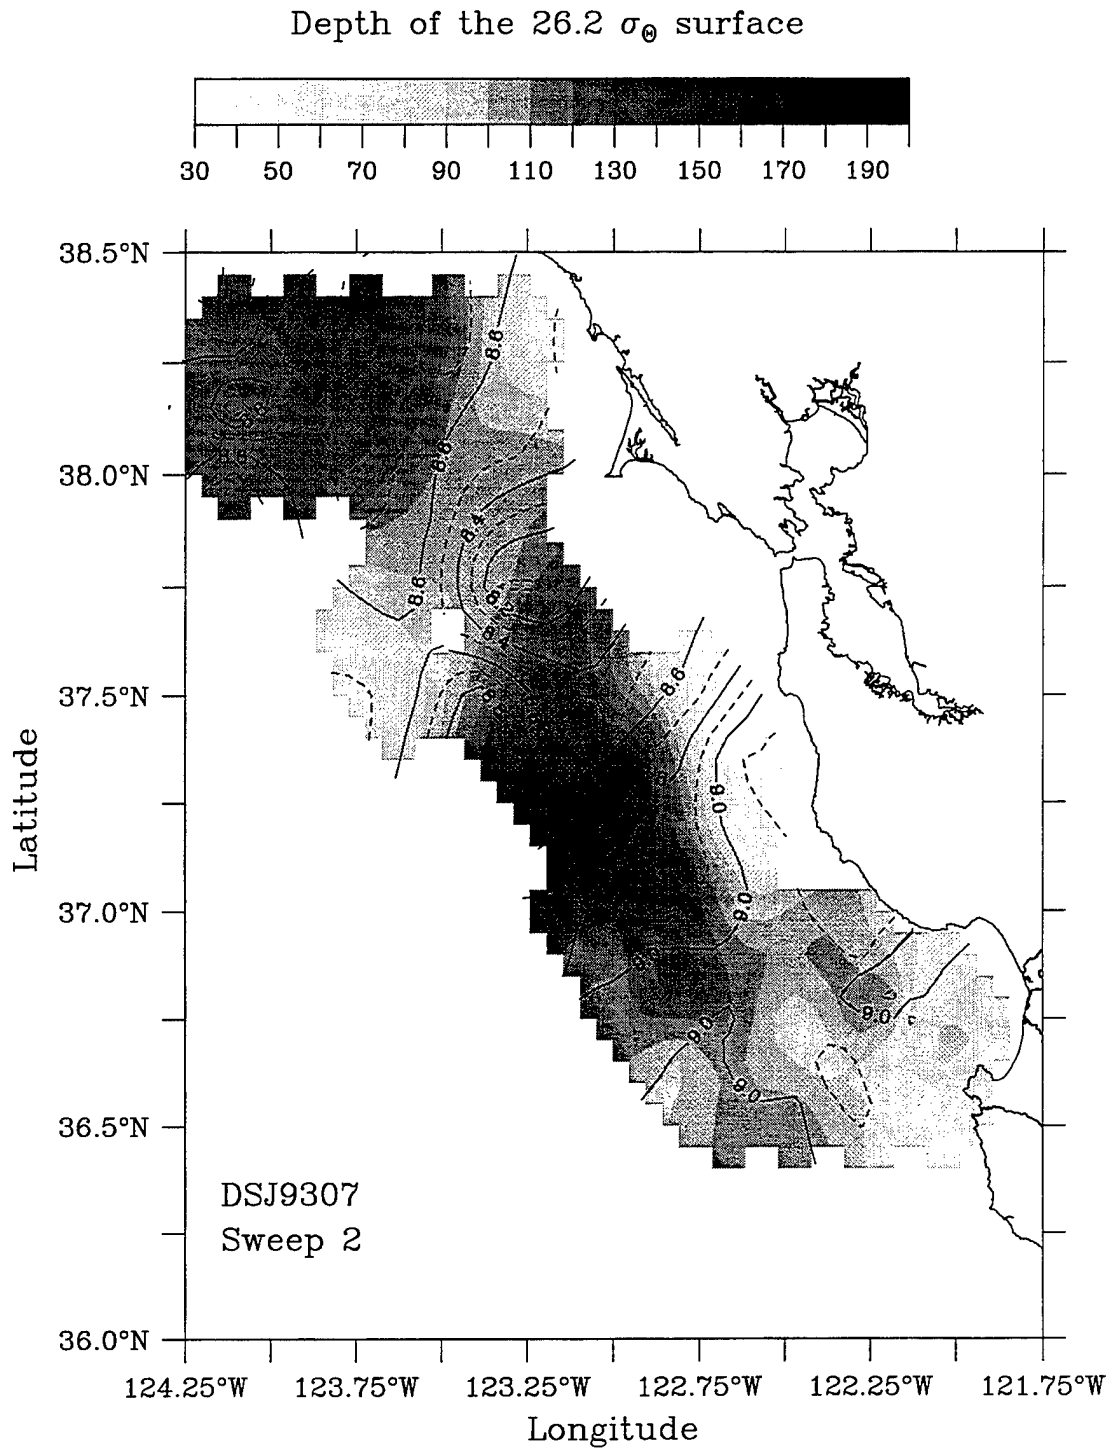 Depth of the 26.2 σΘ surface
30 50 70 90 110 130 150 170 190
38.5°N
8.6
38.0°N
8.6
8.4
8.6
37.5°N
8.6
9.0
Latitude
37.0°N
9.0
9.0
9.0
9.0
36.5°N
DSJ9307
Sweep 2
36.0°N
124.25°W 123.75°W 123.25°W 122.75°W 122.25°W 121.75°W
Longitude